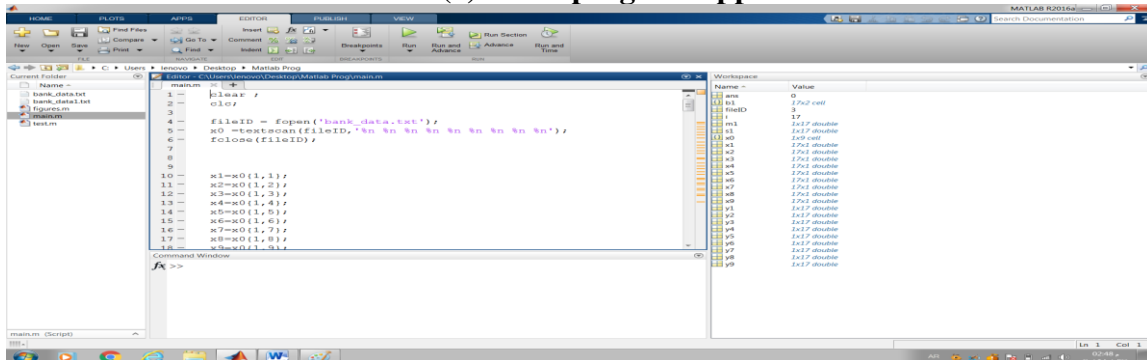 MATLAB R2016a
HOME PLOTS APPS EDITOR PUBLISH VIEW
Search Documentation
New Open Save
Find Files
Compare
Print
Go To
Find
Insert
Comment
Indent
Breakpoints
Run
Run and Advance
Run Section
Advance
Run and Time
FILE NAVIGATE EDIT BREAKPOINTS RUN
C: Users lenovo Desktop Matlab Prog
Current Folder
Name
bank_data.txt
bank_data1.txt
figures.m
main.m
test.m
main.m (Script)
Editor - C:\Users\lenovo\Desktop\Matlab Prog\main.m
main.m
1 clear ;
2 clc;
3
4 fileID = fopen('bank_data.txt');
5 x0 =textscan(fileID,'%n %n %n %n %n %n %n %n %n');
6 fclose(fileID);
7
8
9
10 x1=x0{1,1};
11 x2=x0{1,2};
12 x3=x0{1,3};
13 x4=x0{1,4};
14 x5=x0{1,5};
15 x6=x0{1,6};
16 x7=x0{1,7};
17 x8=x0{1,8};
18 x9=x0{1,9};
Command Window
fx >>
Workspace
Name Value
ans 0
b1 17x2 cell
fileID 3
i 17
m1 1x17 double
s1 1x17 double
x0 1x9 cell
x1 17x1 double
x2 17x1 double
x3 17x1 double
x4 17x1 double
x5 17x1 double
x6 17x1 double
x7 17x1 double
x8 17x1 double
x9 17x1 double
y1 1x17 double
y2 1x17 double
y3 1x17 double
y4 1x17 double
y5 1x17 double
y6 1x17 double
y7 1x17 double
y8 1x17 double
y9 1x17 double
Ln 1 Col 1